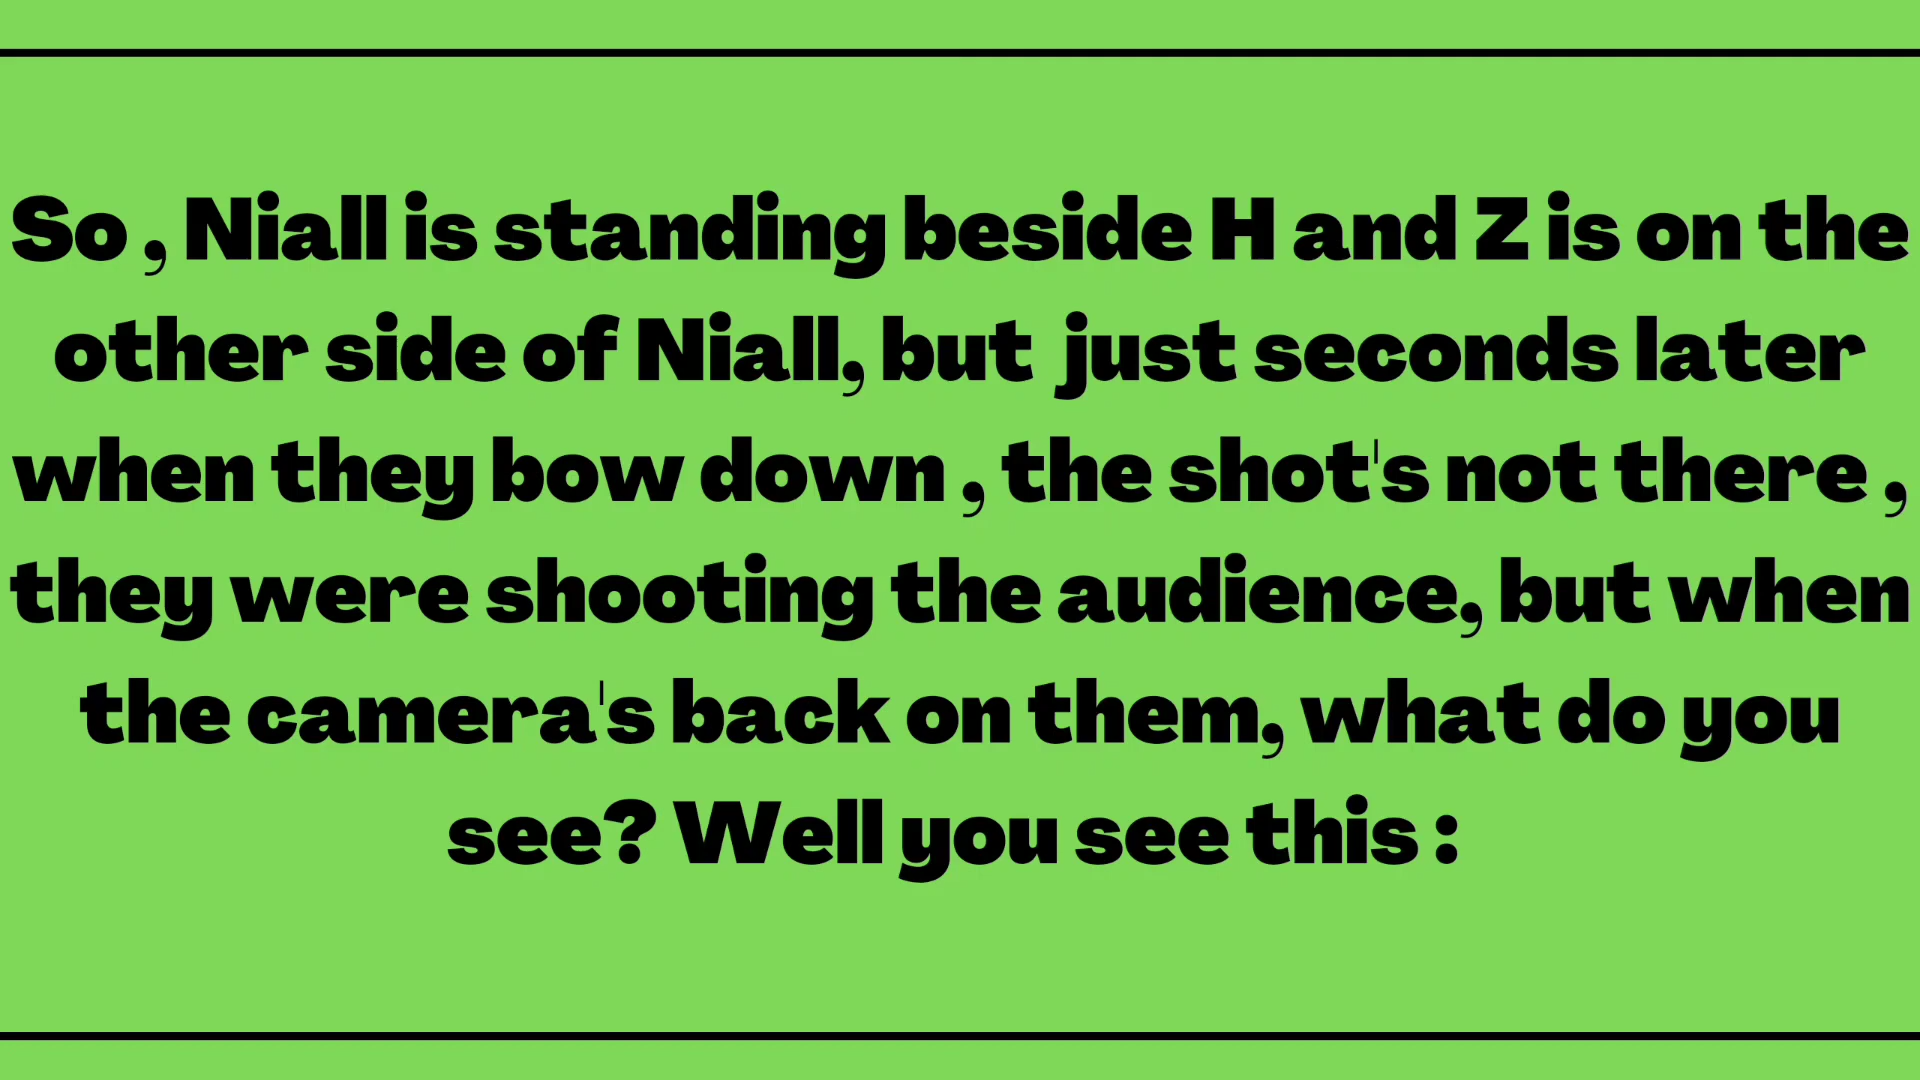 So , Niall is standing beside H and Z is on the
other side of Niall, but  just seconds later
when they bow down , the shot's not there ,
they were shooting the audience, but when
the camera's back on them, what do you
see? Well you see this :